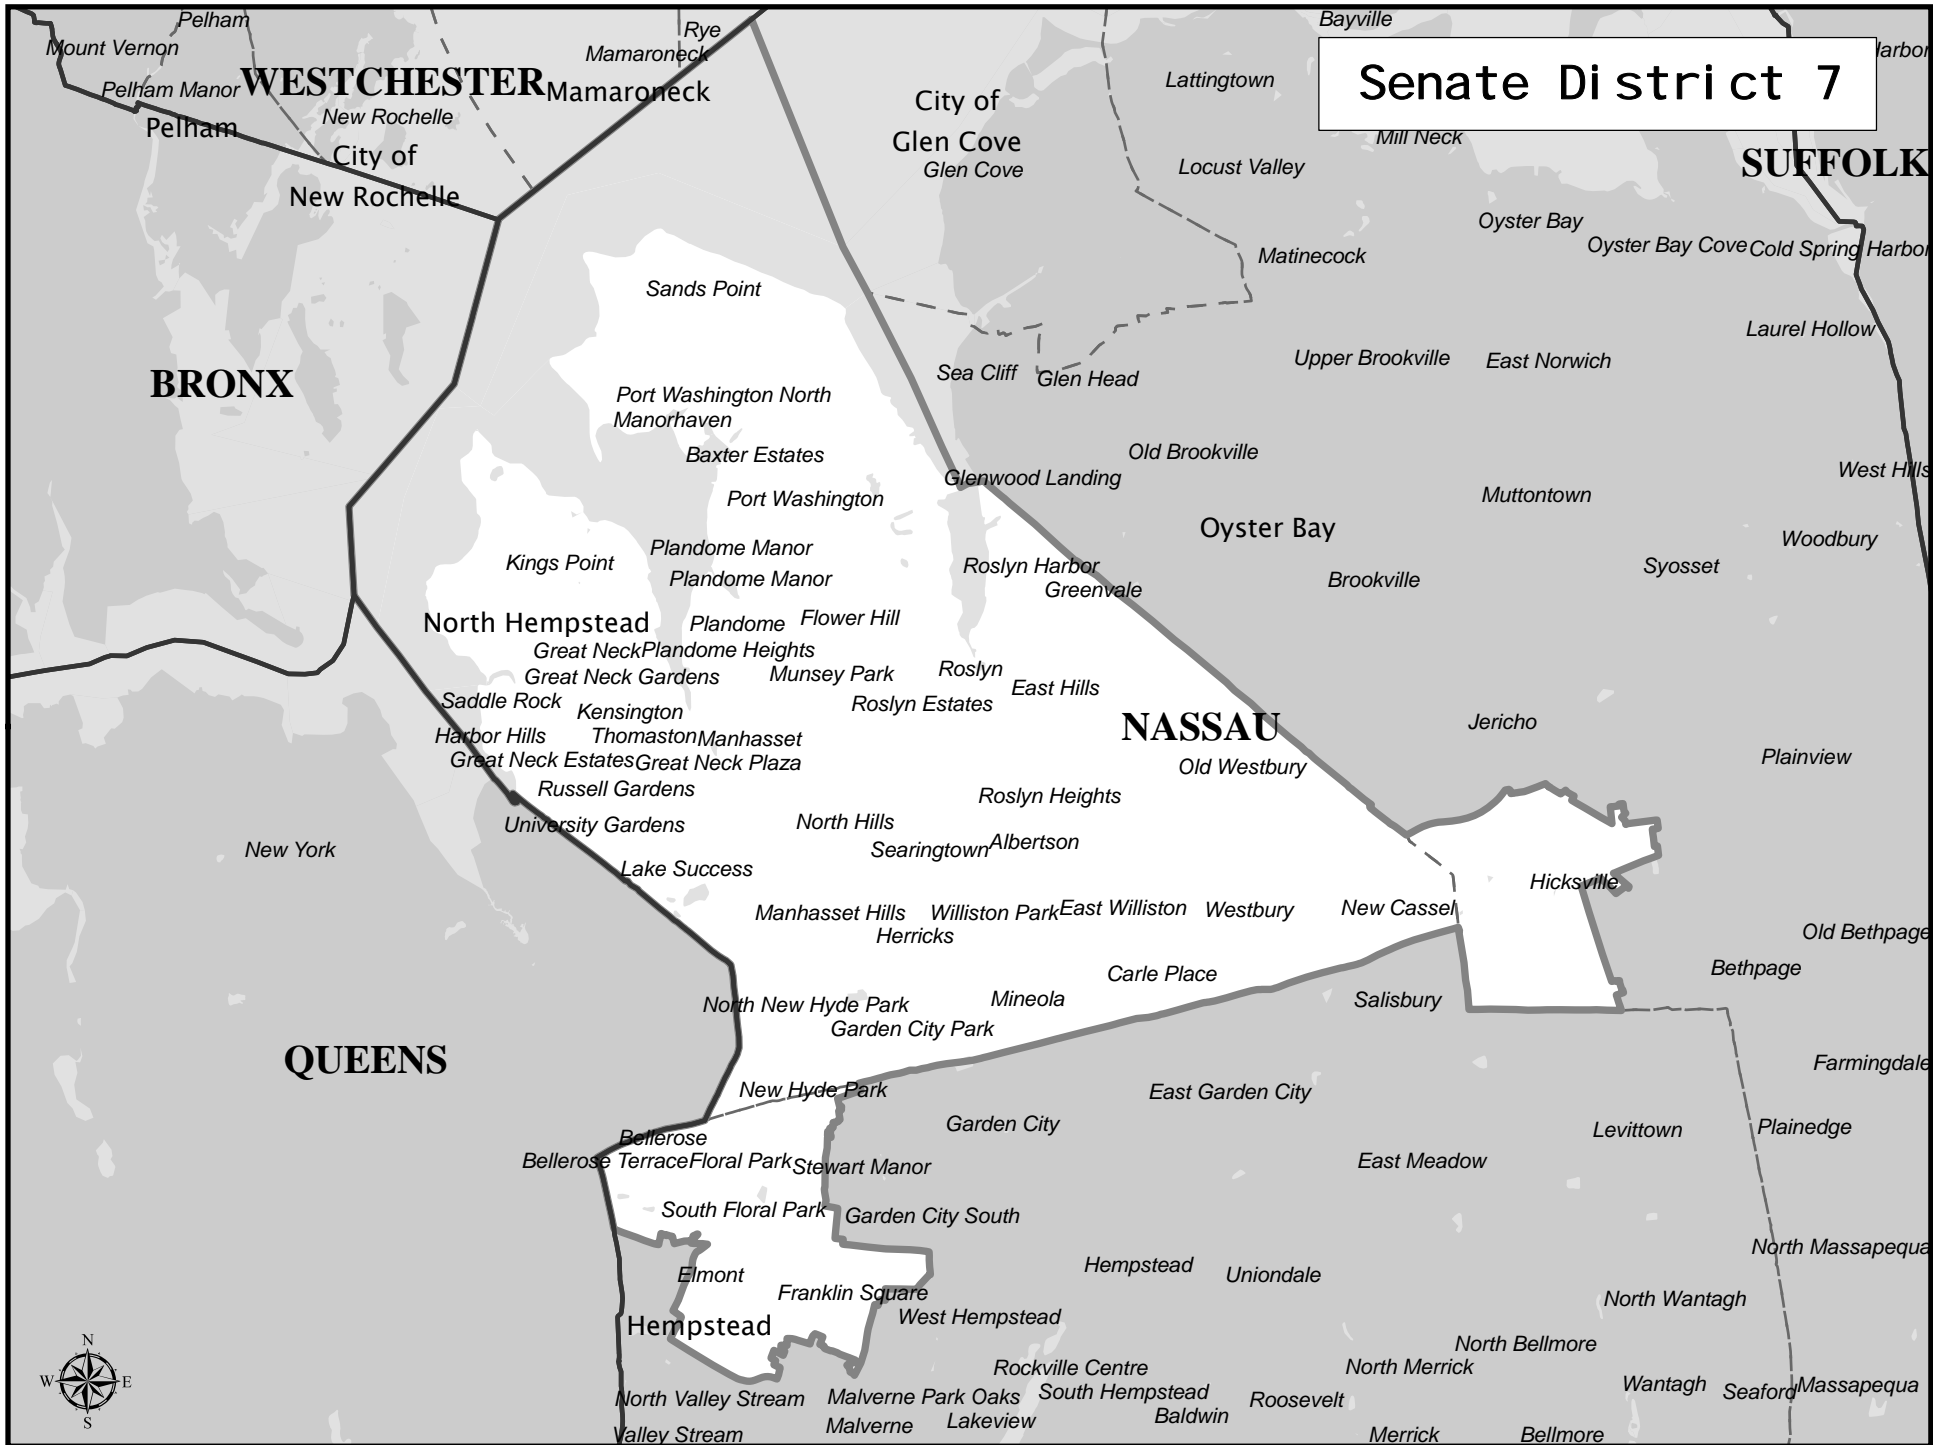 Pelham
Bayville
Rye
Mount Vernon
Mamaroneck
Senate District 7
WESTCHESTER
Mamaroneck
Lattingtown
Pelham Manor
City of
Glen Cove
New Rochelle
Pelham
Mill Neck
City of
New Rochelle
Glen Cove
Locust Valley
SUFFOLK
Oyster Bay
Oyster Bay Cove
Cold Spring Harbor
Matinecock
Sands Point
Laurel Hollow
Upper Brookville
East Norwich
BRONX
Sea Cliff
Glen Head
Port Washington North
Manorhaven
Baxter Estates
Old Brookville
West Hills
Glenwood Landing
Port Washington
Muttontown
Oyster Bay
Woodbury
Plandome Manor
Kings Point
Roslyn Harbor
Syosset
Plandome Manor
Greenvale
Brookville
North Hempstead
Plandome
Flower Hill
Great Neck
Plandome Heights
Great Neck Gardens
Munsey Park
Roslyn
East Hills
Saddle Rock
Kensington
Roslyn Estates
NASSAU
Jericho
Harbor Hills
Thomaston
Manhasset
Great Neck Estates
Great Neck Plaza
Old Westbury
Plainview
Russell Gardens
Roslyn Heights
University Gardens
North Hills
New York
Searingtown
Albertson
Lake Success
Hicksville
Manhasset Hills
Williston Park
East Williston
Westbury
New Cassel
Herricks
Old Bethpage
Carle Place
Bethpage
North New Hyde Park
Mineola
Salisbury
Garden City Park
QUEENS
Farmingdale
New Hyde Park
East Garden City
Garden City
Levittown
Plainedge
Bellerose
Bellerose Terrace
Floral Park
Stewart Manor
East Meadow
South Floral Park
Garden City South
North Massapequa
Elmont
Hempstead
Uniondale
Franklin Square
North Wantagh
Hempstead
West Hempstead
North Bellmore
N
W
E
S
Rockville Centre
North Merrick
North Valley Stream
Malverne Park Oaks
South Hempstead
Roosevelt
Wantagh
Seaford
Massapequa
Malverne
Lakeview
Baldwin
Valley Stream
Merrick
Bellmore